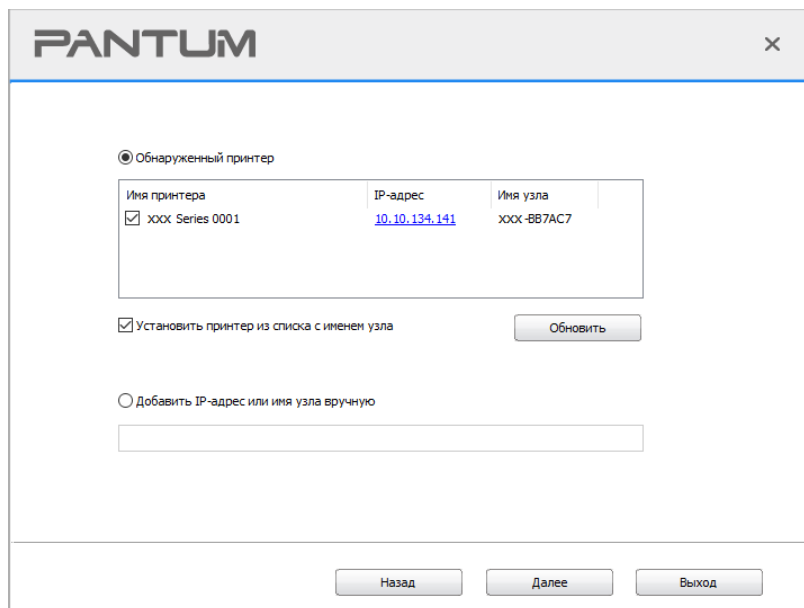 PANTUM
Обнаруженный принтер
Имя принтера IP-адрес Имя узла
XXX Series 0001 10.10.134.141 XXX-BB7AC7
Установить принтер из списка с именем узла
Обновить
Добавить IP-адрес или имя узла вручную
Назад Далее Выход